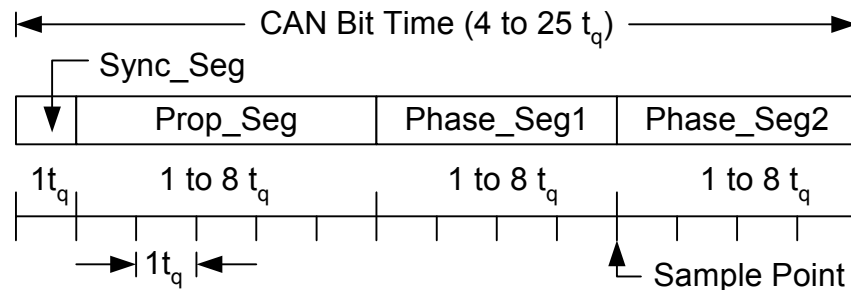 CAN Bit Time (4 to 25 tq)
Sync_Seg
Prop_Seg Phase_Seg1 Phase_Seg2
1tq 1 to 8 tq 1 to 8 tq 1 to 8 tq
1tq Sample Point